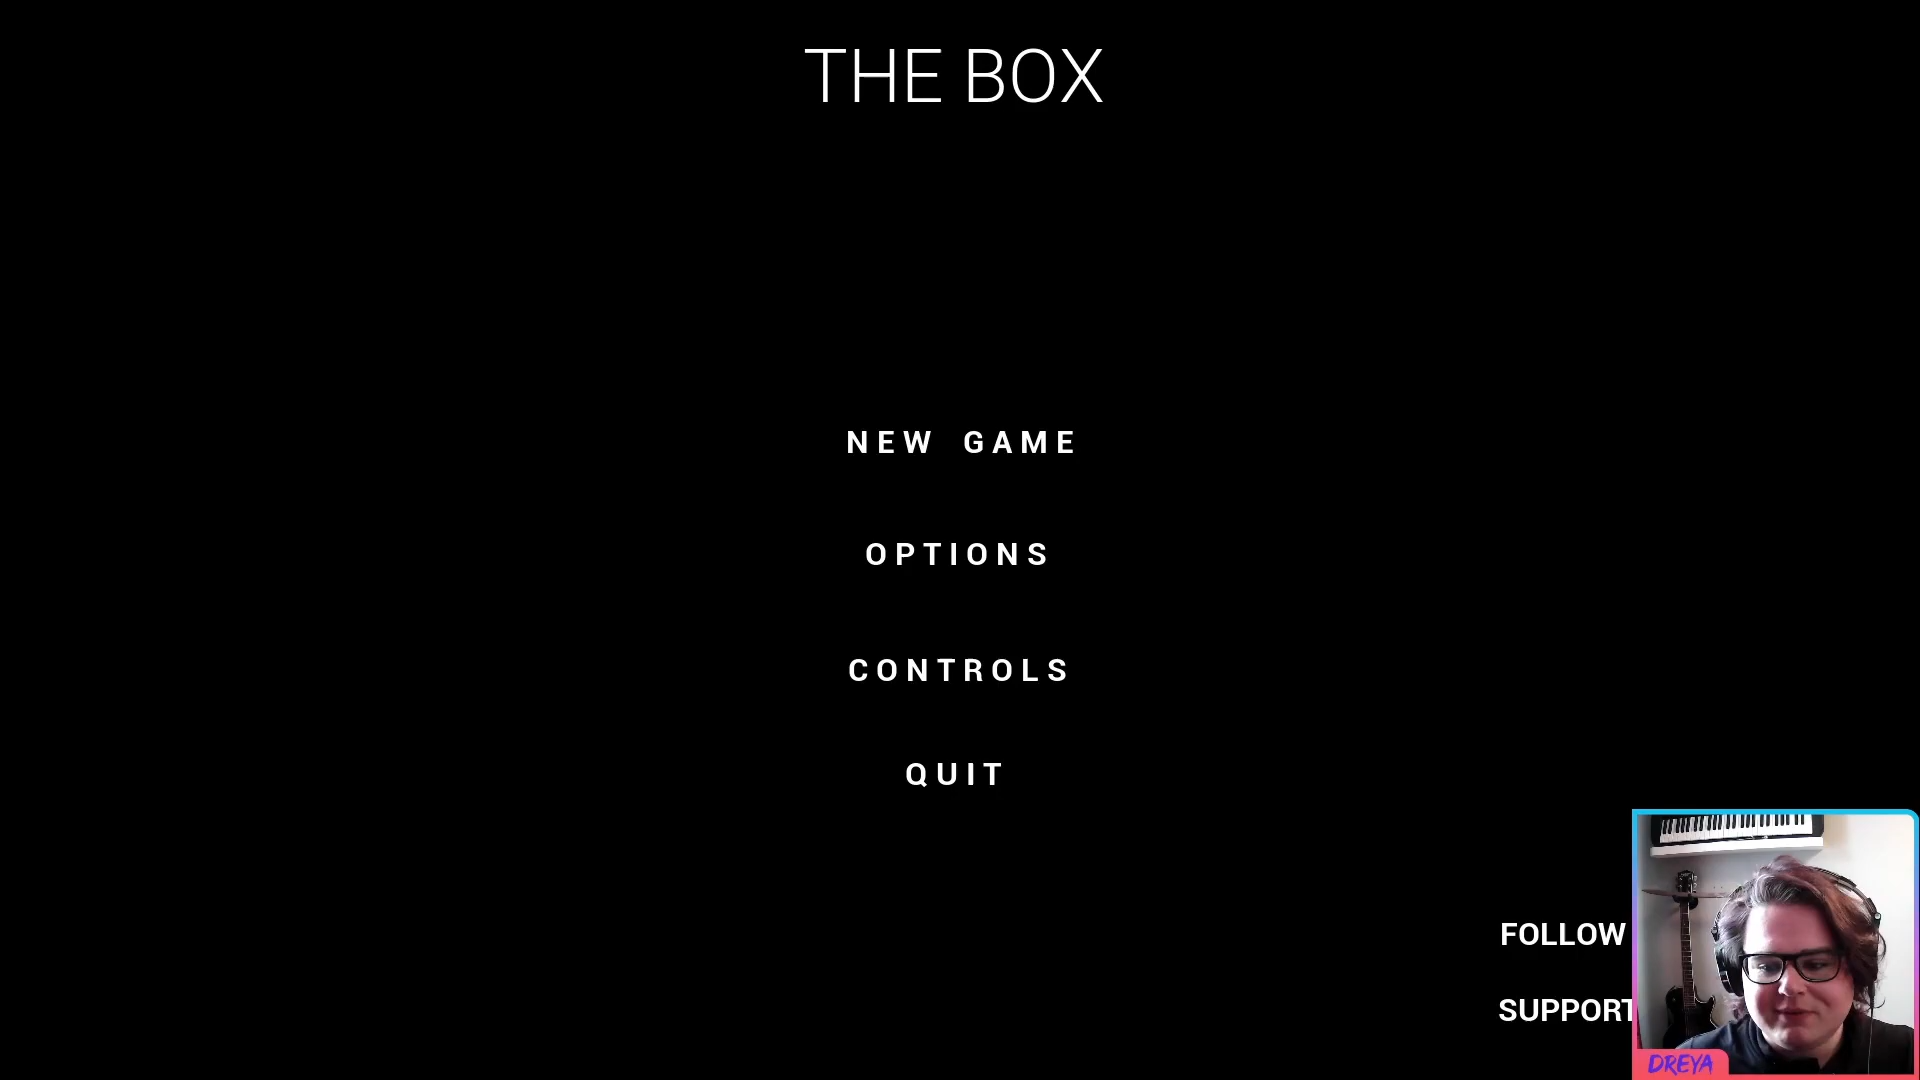 THE BOX
NEW GAME
OPTIONS
CONTROLS
QUIT
FOLLOW
SUPPORT
DREYA